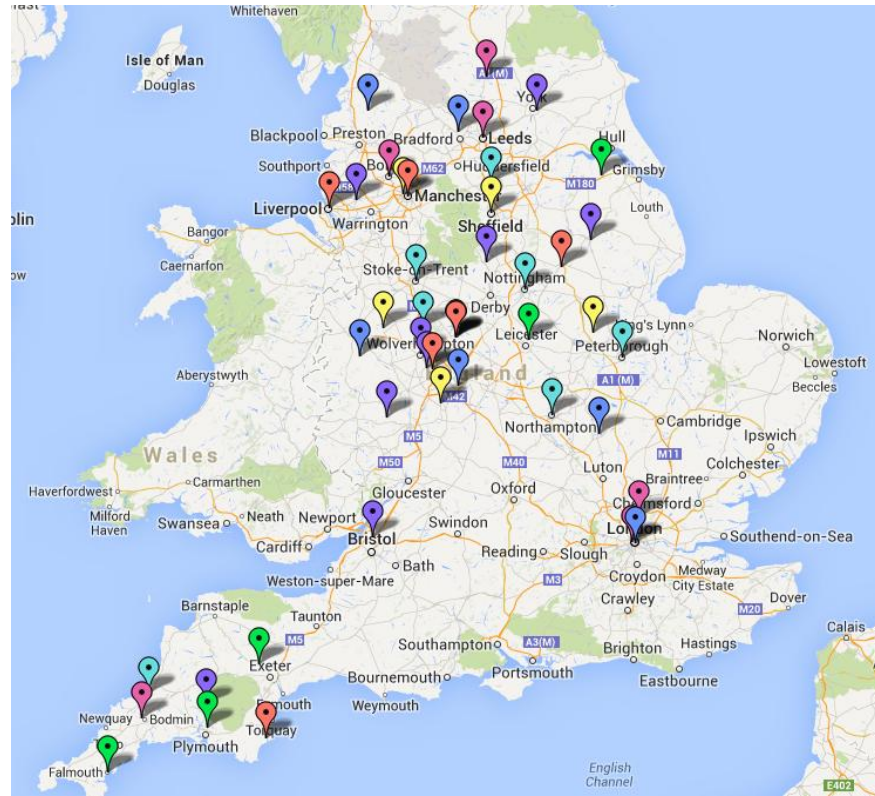 Whitehaven
Isle of Man
Douglas
A1(M)
York
Blackpool
Preston
Bradford
Leeds
Hull
Southport
M62
Huddersfield
Grimsby
M180
Liverpool
Manchester
Warrington
Sheffield
Louth
Bangor
Caernarfon
Stoke-on-Trent
Nottingham
Derby
King's Lynn
Norwich
Wolverhampton
Leicester
Peterborough
Lowestoft
Beccles
Aberystwyth
England
A1 (M)
M42
Northampton
Cambridge
M5
Ipswich
Wales
M50
M40
M11
Colchester
Luton
Braintree
Carmarthen
Gloucester
Oxford
Chelmsford
Haverfordwest
Milford
Haven
Swansea
Neath
Newport
Swindon
London
Southend-on-Sea
Cardiff
Bristol
Reading
Slough
Bath
Croydon
Medway
City Estate
Weston-super-Mare
M3
Dover
Crawley
M20
Barnstaple
Taunton
M5
Southampton
A3(M)
Calais
Brighton
Hastings
Exeter
Bournemouth
Portsmouth
Eastbourne
Weymouth
Newquay
Bodmin
Torquay
Plymouth
Falmouth
English
Channel
E402